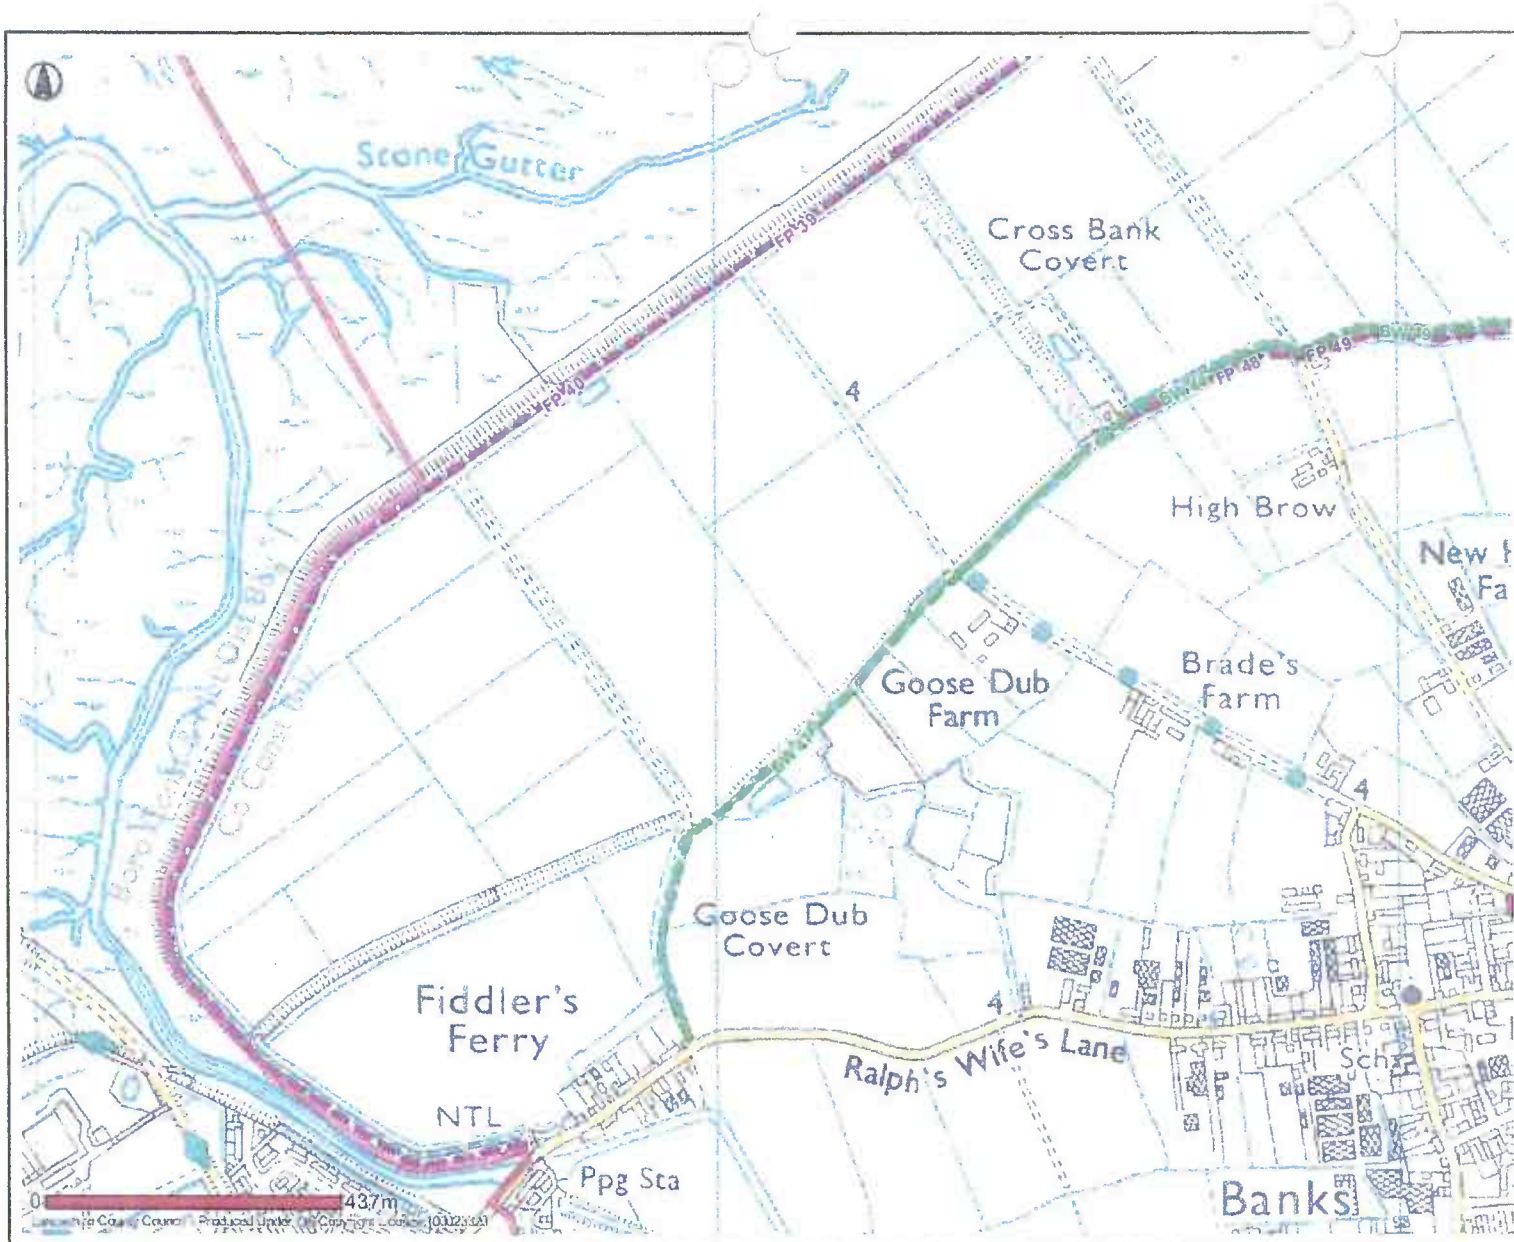 Stone Gutter
Cross Bank
Covert
FP 39
4
FP 48
FP 49
FP 40
High Brow
New
Fa
Goose Dub
Farm
Brade's
Farm
4
Goose Dub
Covert
Fiddler's
Ferry
4
Ralph's Wife's Lane
Sch
NTL
Ppg Sta
Banks
0
437m